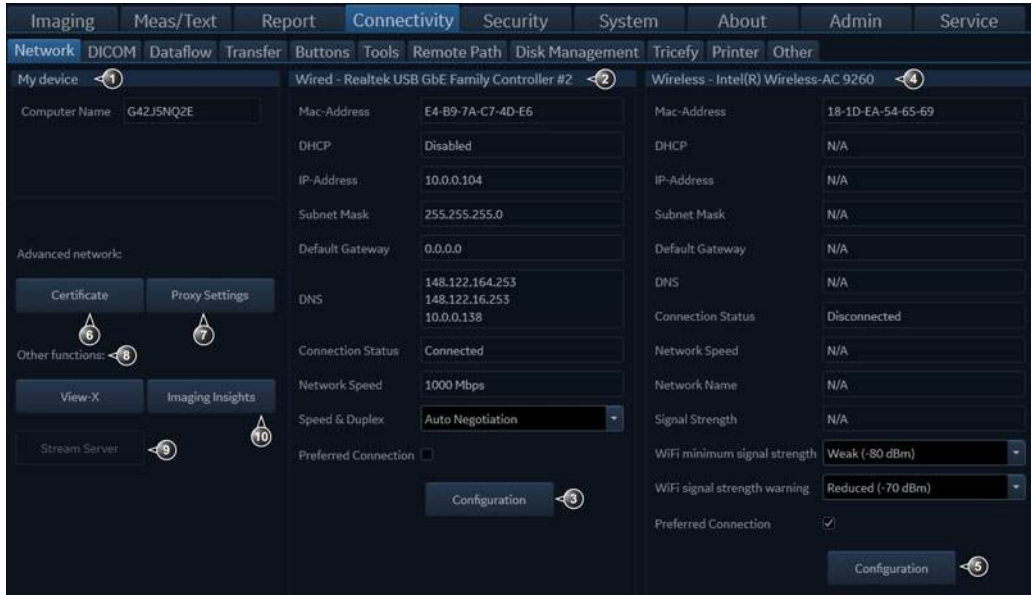 Imaging Meas/Text Report Connectivity Security System About Admin Service
Network DICOM Dataflow Transfer Buttons Tools Remote Path Disk Management Tricefy Printer Other
My device 1
Computer Name G42J5NQ2E
Advanced network:
Certificate Proxy Settings
6 7
Other functions: 8
View-X Imaging Insights
10
Stream Server 9
Wired - Realtek USB GbE Family Controller #2 2
Mac-Address E4-B9-7A-C7-4D-E6
DHCP Disabled
IP-Address 10.0.0.104
Subnet Mask 255.255.255.0
Default Gateway 0.0.0.0
DNS 148.122.164.253
148.122.16.253
10.0.0.138
Connection Status Connected
Network Speed 1000 Mbps
Speed & Duplex Auto Negotiation
Preferred Connection
Configuration 3
Wireless - Intel(R) Wireless-AC 9260 4
Mac-Address 18-1D-EA-54-65-69
DHCP N/A
IP-Address N/A
Subnet Mask N/A
Default Gateway N/A
DNS N/A
Connection Status Disconnected
Network Speed N/A
Network Name N/A
Signal Strength N/A
WiFi minimum signal strength Weak (-80 dBm)
WiFi signal strength warning Reduced (-70 dBm)
Preferred Connection
Configuration 5